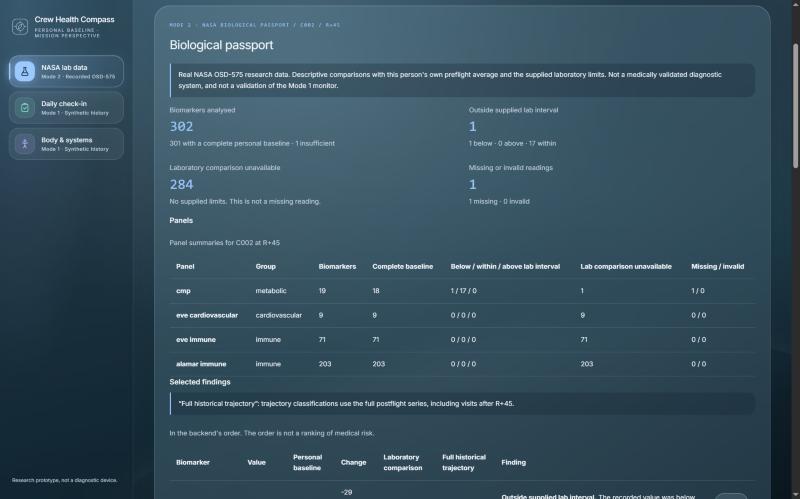 Crew Health Compass
PERSONAL BASELINE ·
MISSION PERSPECTIVE
NASA lab data
Mode 2 · Recorded OSD-575
Daily check-in
Mode 1 · Synthetic history
Body & systems
Mode 1 · Synthetic history
Research prototype, not a diagnostic device.
MODE 2 · NASA BIOLOGICAL PASSPORT / C002 / R+45
Biological passport
Real NASA OSD-575 research data. Descriptive comparisons with this person's own preflight average and the supplied laboratory limits. Not a medically validated diagnostic
system, and not a validation of the Mode 1 monitor.
Biomarkers analysed
302
301 with a complete personal baseline · 1 insufficient
Outside supplied lab interval
1
1 below · 0 above · 17 within
Laboratory comparison unavailable
284
No supplied limits. This is not a missing reading.
Missing or invalid readings
1
1 missing · 0 invalid
Panels
Panel summaries for C002 at R+45
Panel Group Biomarkers Complete baseline Below / within / above lab interval Lab comparison unavailable Missing / invalid
cmp metabolic 19 18 1 / 17 / 0 1 1 / 0
eve cardiovascular cardiovascular 9 9 0 / 0 / 0 9 0 / 0
eve immune immune 71 71 0 / 0 / 0 71 0 / 0
alamar immune immune 203 203 0 / 0 / 0 203 0 / 0
Selected findings
"Full historical trajectory": trajectory classifications use the full postflight series, including visits after R+45.
In the backend's order. The order is not a ranking of medical risk.
Biomarker Value Personal baseline Change Laboratory comparison Full historical trajectory Finding
-29
Outside supplied lab interval. The recorded value was below